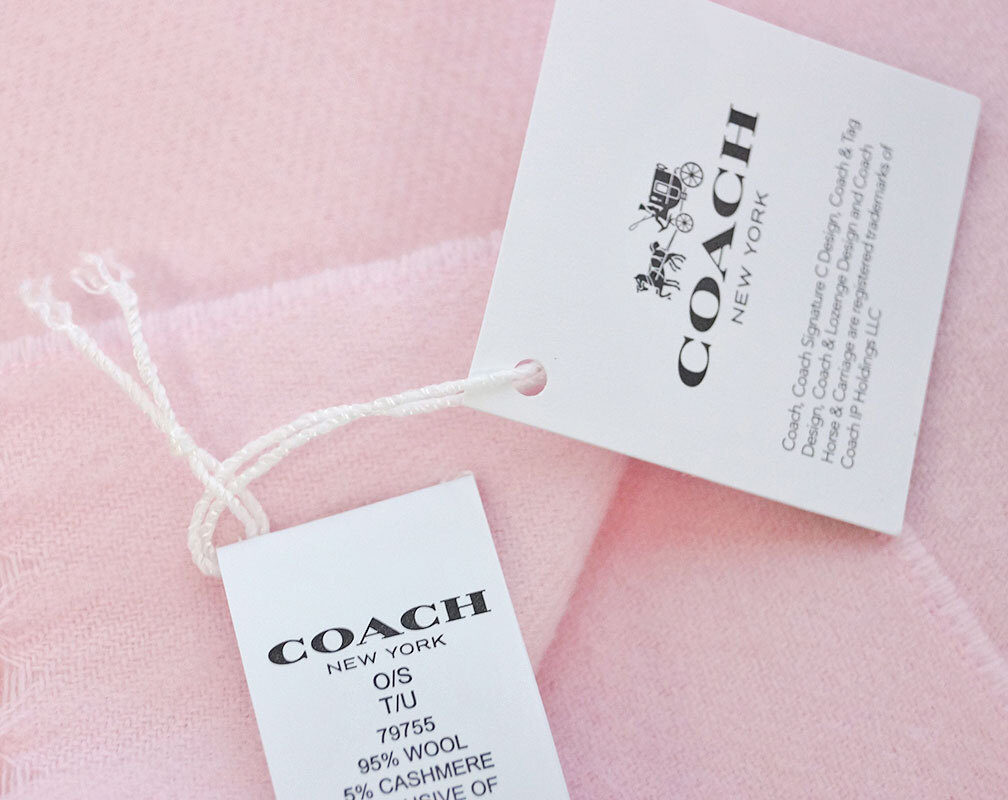 COACH
NEW YORK
Coach, Coach Signature C Design, Coach & Tag
Design, Coach & Lozenge Design and Coach
Horse & Carriage are registered trademarks of
Coach IP Holdings LLC
COACH
NEW YORK
O/S
T/U
79755
95% WOOL
5% CASHMERE
OF